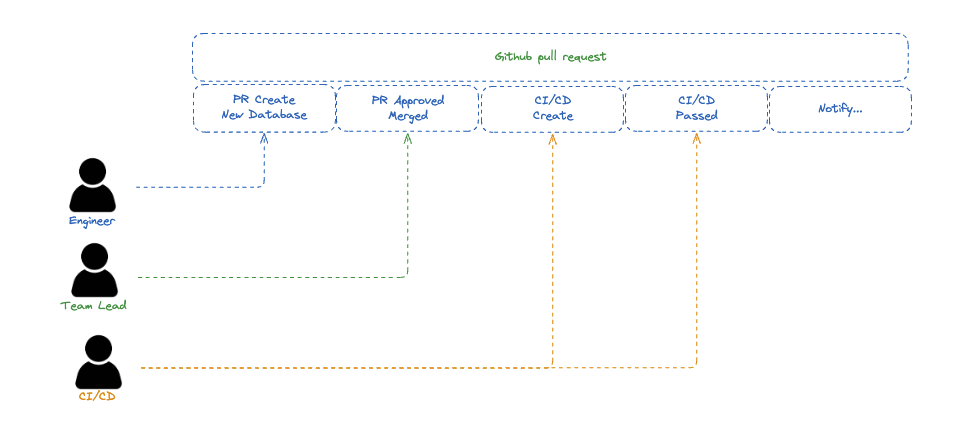 Github pull request
PR Create
New Database
PR Approved
Merged
CI/CD
Create
CI/CD
Passed
Notify...
Engineer
Team Lead
CI/CD